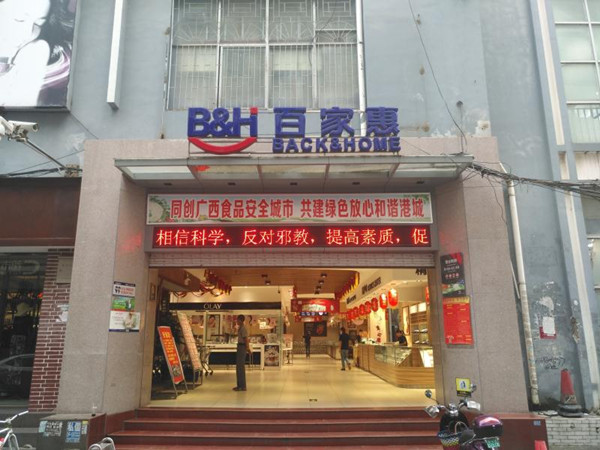 B&H 百家惠
BACK&HOME
同创广西食品安全城市 共建绿色放心和谐港城
相信科学，反对邪教，提高素质，促
OLAY